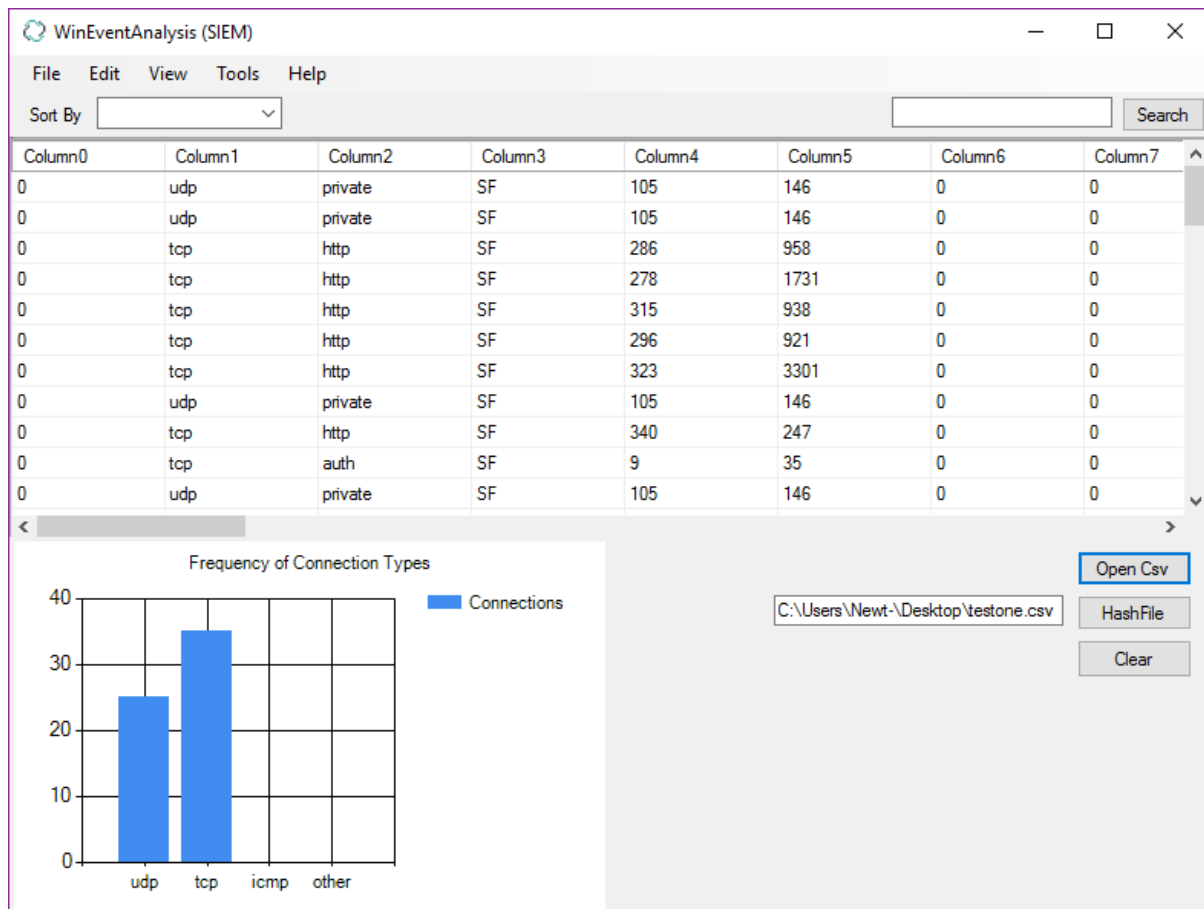 WinEventAnalysis (SIEM)
File Edit View Tools Help
Sort By Search
Column0 Column1 Column2 Column3 Column4 Column5 Column6 Column7
0 udp private SF 105 146 0 0
0 udp private SF 105 146 0 0
0 tcp http SF 286 958 0 0
0 tcp http SF 278 1731 0 0
0 tcp http SF 315 938 0 0
0 tcp http SF 296 921 0 0
0 tcp http SF 323 3301 0 0
0 udp private SF 105 146 0 0
0 tcp http SF 340 247 0 0
0 tcp auth SF 9 35 0 0
0 udp private SF 105 146 0 0
Frequency of Connection Types
Connections
40
30
20
10
0
udp tcp icmp other
Open Csv
C:\Users\Newt-\Desktop\testone.csv HashFile
Clear